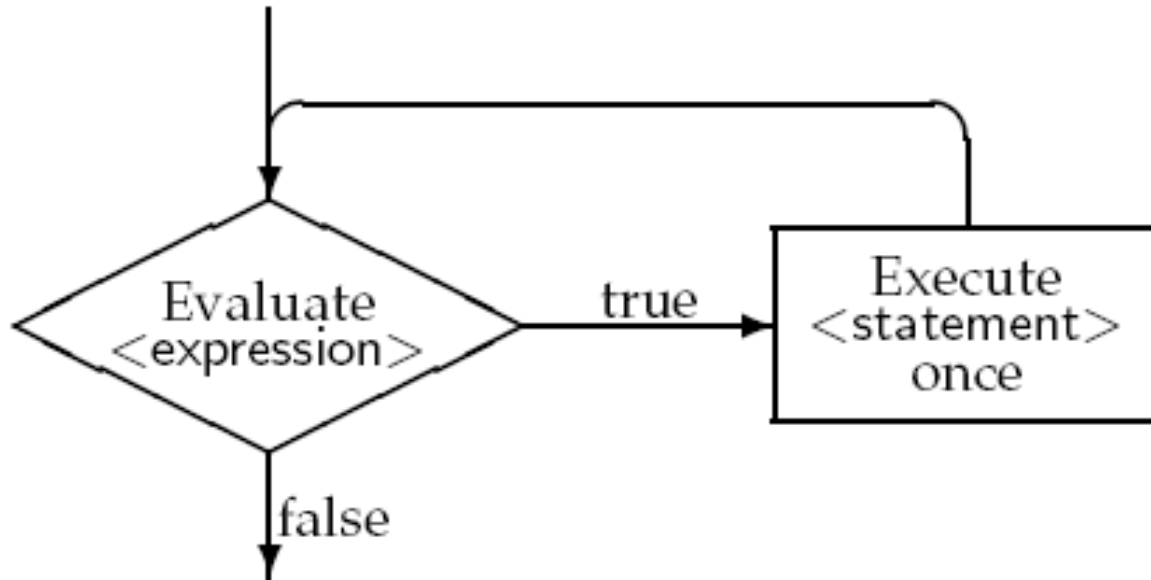 Evaluate
<expression>
true
Execute
<statement>
once
false